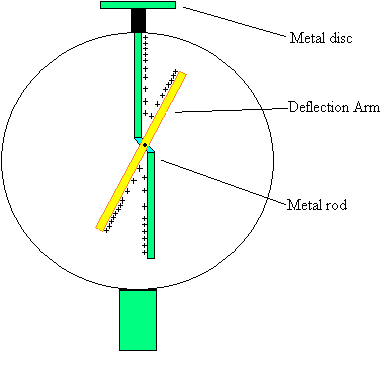 Metal disc
Deflection Arm
Metal rod